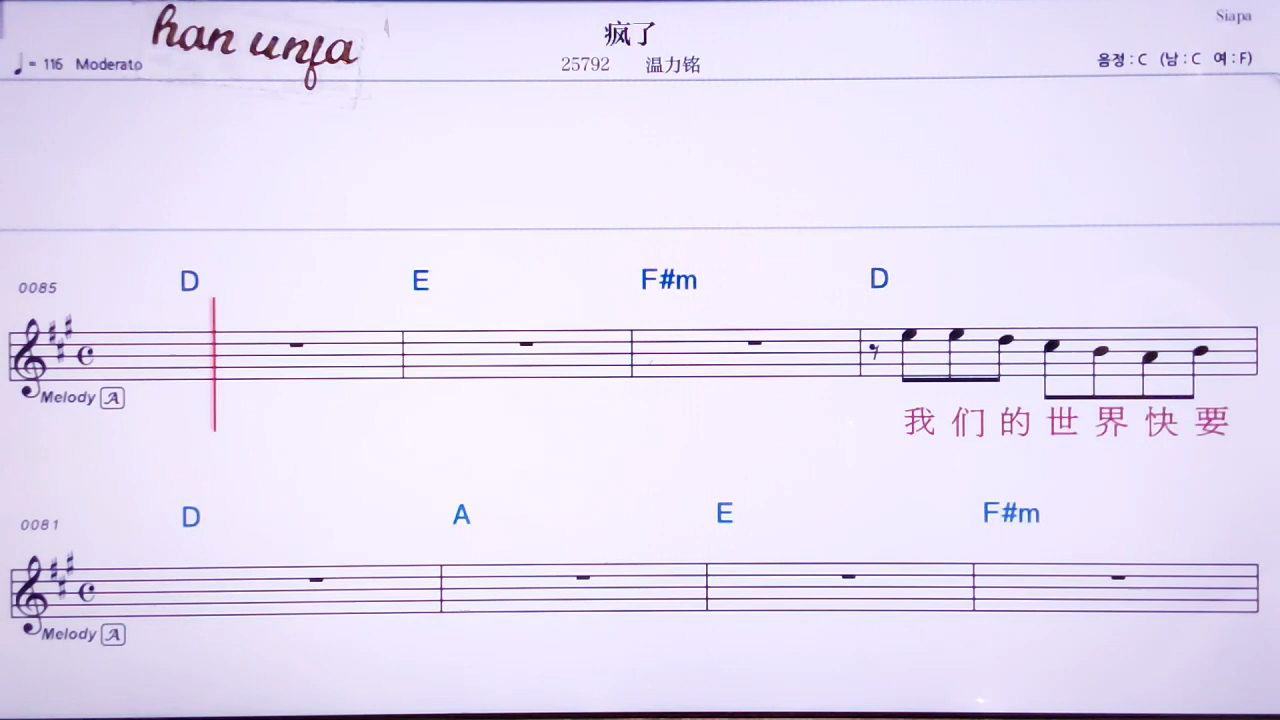 han unfa
疯了
Siapa
♩= 116 Moderato
25792 温力铭
음정 : C (남 : C 여 : F)
0085
D E F#m D
Melody A
我们的世界快要
0081
D A E F#m
Melody A